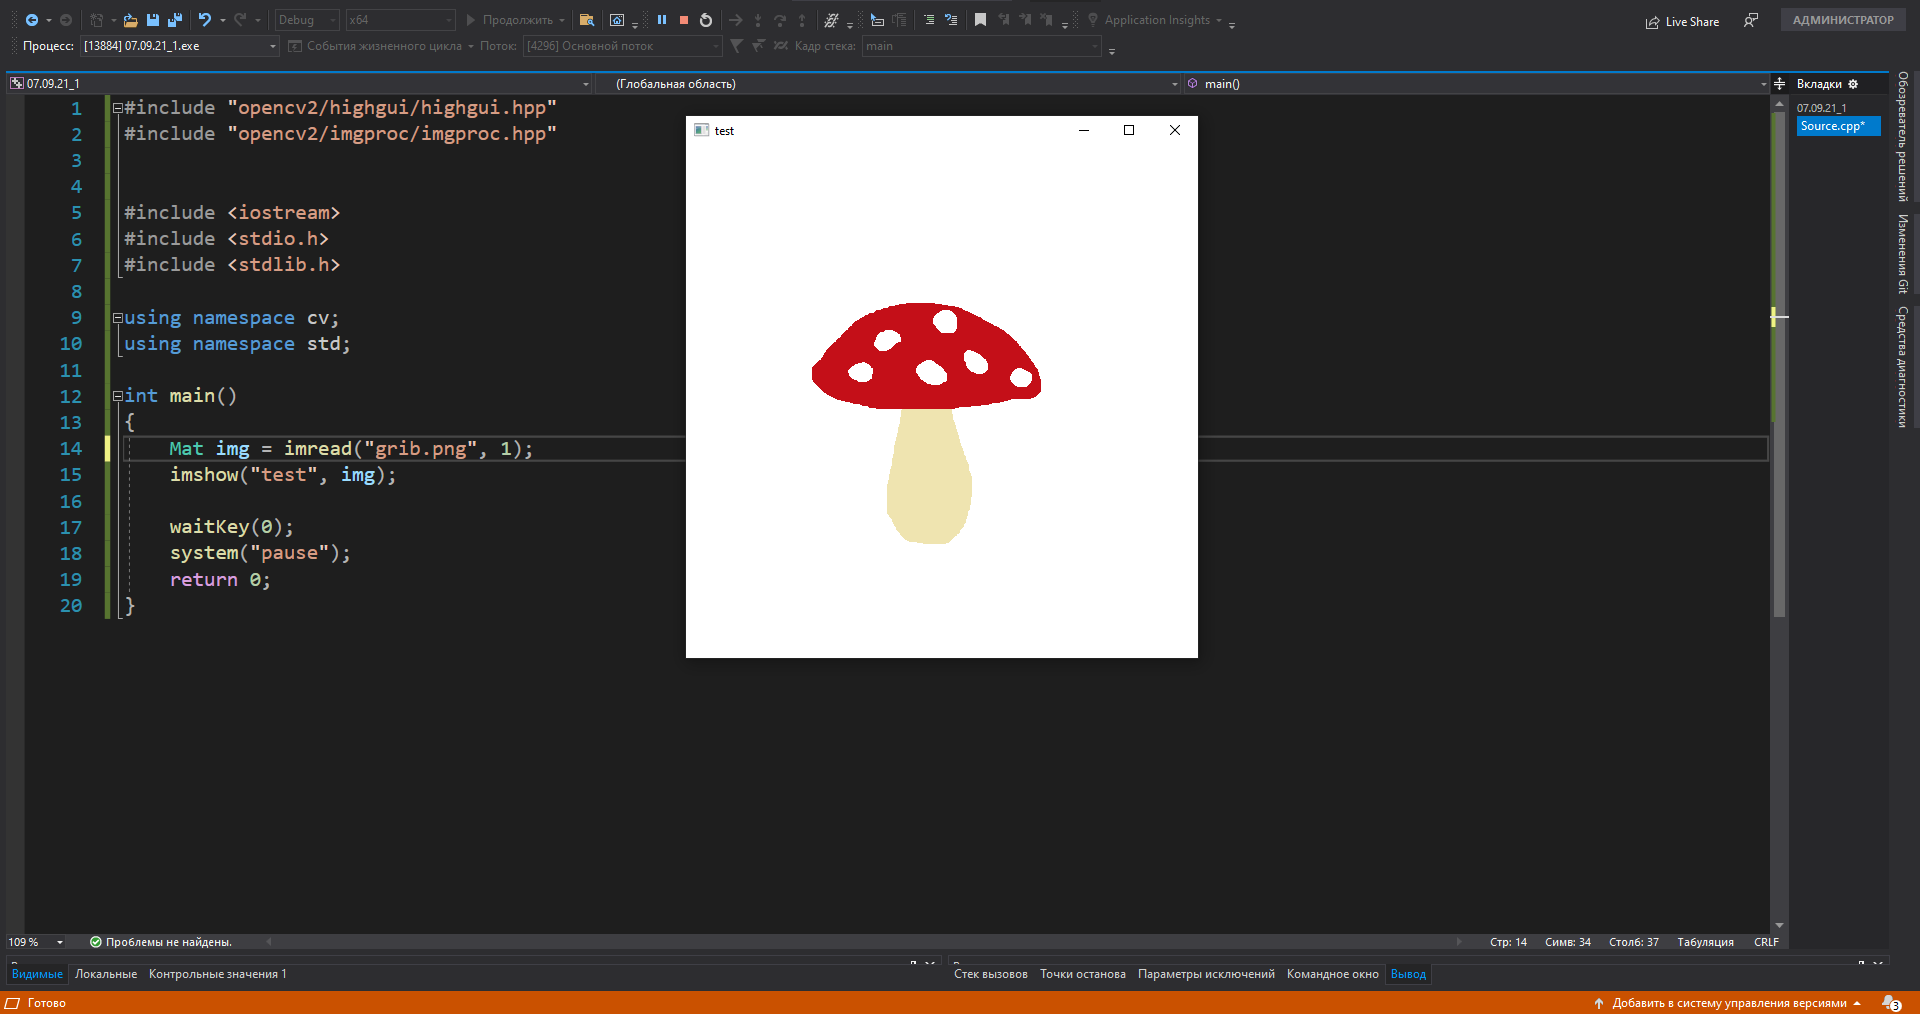 Debug x64 Продолжить Application Insights Live Share АДМИНИСТРАТОР
Процесс: [13884] 07.09.21_1.exe События жизненного цикла Поток: [4296] Основной поток Кадр стека: main
07.09.21_1 (Глобальная область) main() Вкладки
07.09.21_1
Source.cpp*
Обозреватель решений
Изменения Git
Средства диагностики
1 #include "opencv2/highgui/highgui.hpp"
2 #include "opencv2/imgproc/imgproc.hpp"
3
4
5 #include <iostream>
6 #include <stdio.h>
7 #include <stdlib.h>
8
9 using namespace cv;
10 using namespace std;
11
12 int main()
13 {
14 Mat img = imread("grib.png", 1);
15 imshow("test", img);
16
17 waitKey(0);
18 system("pause");
19 return 0;
20 }
test
109 % Проблемы не найдены. Стр: 14 Симв: 34 Столб: 37 Табуляция CRLF
Видимые Локальные Контрольные значения 1 Стек вызовов Точки останова Параметры исключений Командное окно Вывод
Готово Добавить в систему управления версиями 3